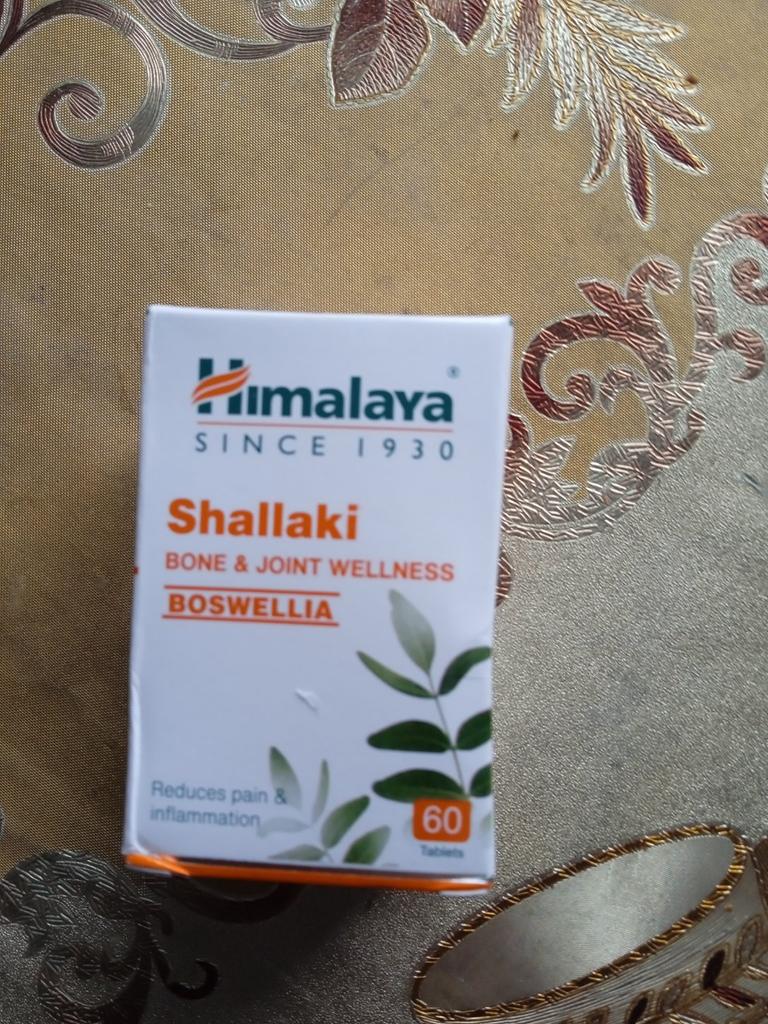 Himalaya®
SINCE 1930
Shallaki
BONE & JOINT WELLNESS
BOSWELLIA
Reduces pain &
inflammation
60
Tablets